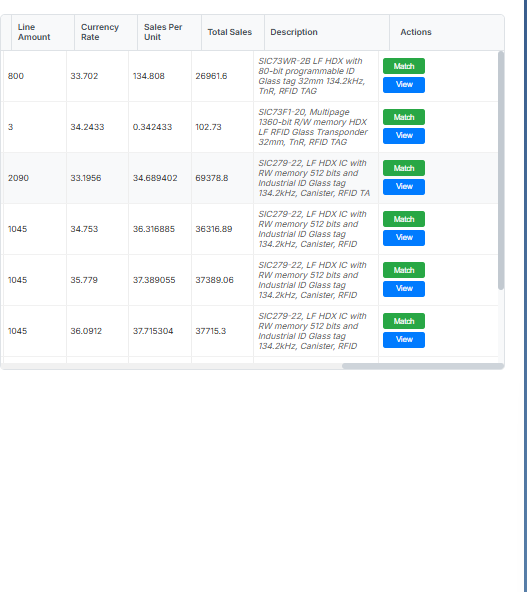 Line Amount Currency Rate Sales Per Unit Total Sales Description Actions
800 33.702 134.808 26961.6
SIC73WR-2B LF HDX with
80-bit programmable ID
Glass tag 32mm 134.2kHz,
TnR, RFID TAG
Match
View
3 34.2433 0.342433 102.73
SIC73F1-20, Multipage
1360-bit R/W memory HDX
LF RFID Glass Transponder
32mm, TnR, RFID TAG
Match
View
2090 33.1956 34.689402 69378.8
SIC279-22, LF HDX IC with
RW memory 512 bits and
Industrial ID Glass tag
134.2kHz, Canister, RFID TA
Match
View
1045 34.753 36.316885 36316.89
SIC279-22, LF HDX IC with
RW memory 512 bits and
Industrial ID Glass tag
134.2kHz, Canister, RFID
Match
View
1045 35.779 37.389055 37389.06
SIC279-22, LF HDX IC with
RW memory 512 bits and
Industrial ID Glass tag
134.2kHz, Canister, RFID
Match
View
1045 36.0912 37.715304 37715.3
SIC279-22, LF HDX IC with
RW memory 512 bits and
Industrial ID Glass tag
134.2kHz, Canister, RFID
Match
View